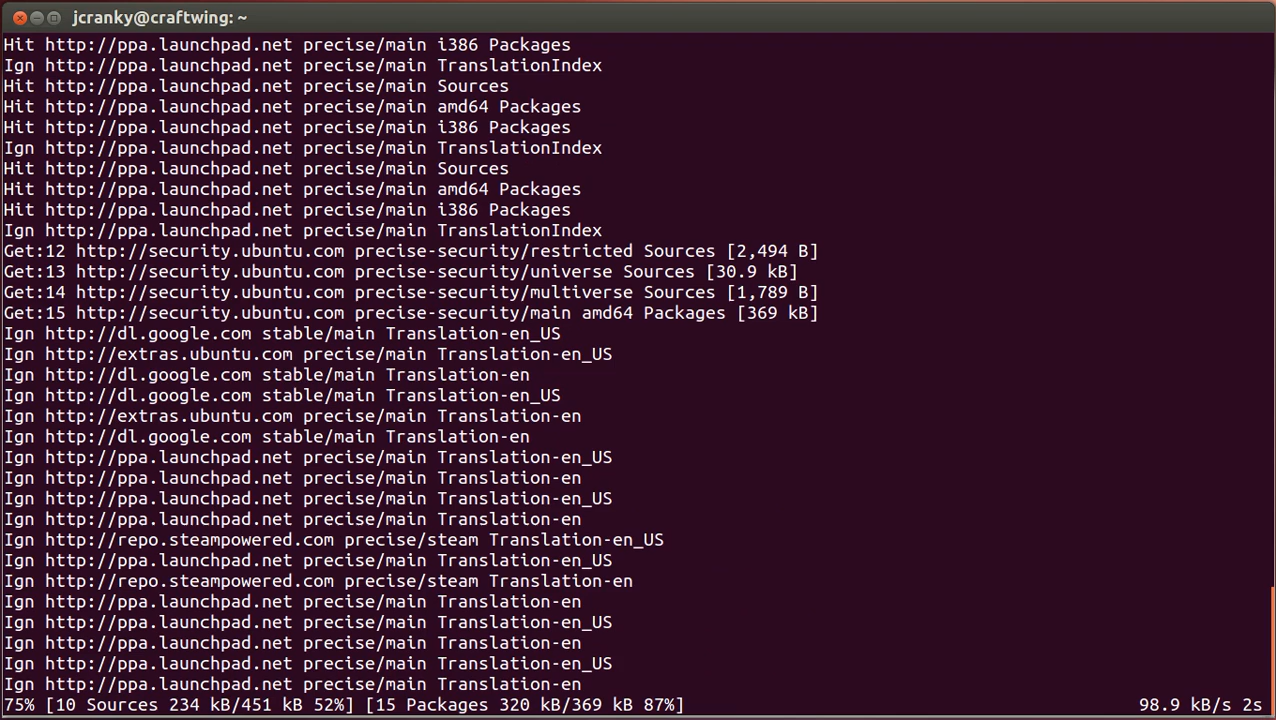 jcranky@craftwing: ~
Hit http://ppa.launchpad.net precise/main i386 Packages
Ign http://ppa.launchpad.net precise/main TranslationIndex
Hit http://ppa.launchpad.net precise/main Sources
Hit http://ppa.launchpad.net precise/main amd64 Packages
Hit http://ppa.launchpad.net precise/main i386 Packages
Ign http://ppa.launchpad.net precise/main TranslationIndex
Hit http://ppa.launchpad.net precise/main Sources
Hit http://ppa.launchpad.net precise/main amd64 Packages
Hit http://ppa.launchpad.net precise/main i386 Packages
Ign http://ppa.launchpad.net precise/main TranslationIndex
Get:12 http://security.ubuntu.com precise-security/restricted Sources [2,494 B]
Get:13 http://security.ubuntu.com precise-security/universe Sources [30.9 kB]
Get:14 http://security.ubuntu.com precise-security/multiverse Sources [1,789 B]
Get:15 http://security.ubuntu.com precise-security/main amd64 Packages [369 kB]
Ign http://dl.google.com stable/main Translation-en_US
Ign http://extras.ubuntu.com precise/main Translation-en_US
Ign http://dl.google.com stable/main Translation-en
Ign http://dl.google.com stable/main Translation-en_US
Ign http://extras.ubuntu.com precise/main Translation-en
Ign http://dl.google.com stable/main Translation-en
Ign http://ppa.launchpad.net precise/main Translation-en_US
Ign http://ppa.launchpad.net precise/main Translation-en
Ign http://ppa.launchpad.net precise/main Translation-en_US
Ign http://ppa.launchpad.net precise/main Translation-en
Ign http://repo.steampowered.com precise/steam Translation-en_US
Ign http://ppa.launchpad.net precise/main Translation-en_US
Ign http://repo.steampowered.com precise/steam Translation-en
Ign http://ppa.launchpad.net precise/main Translation-en
Ign http://ppa.launchpad.net precise/main Translation-en_US
Ign http://ppa.launchpad.net precise/main Translation-en
Ign http://ppa.launchpad.net precise/main Translation-en_US
Ign http://ppa.launchpad.net precise/main Translation-en
75% [10 Sources 234 kB/451 kB 52%] [15 Packages 320 kB/369 kB 87%] 98.9 kB/s 2s